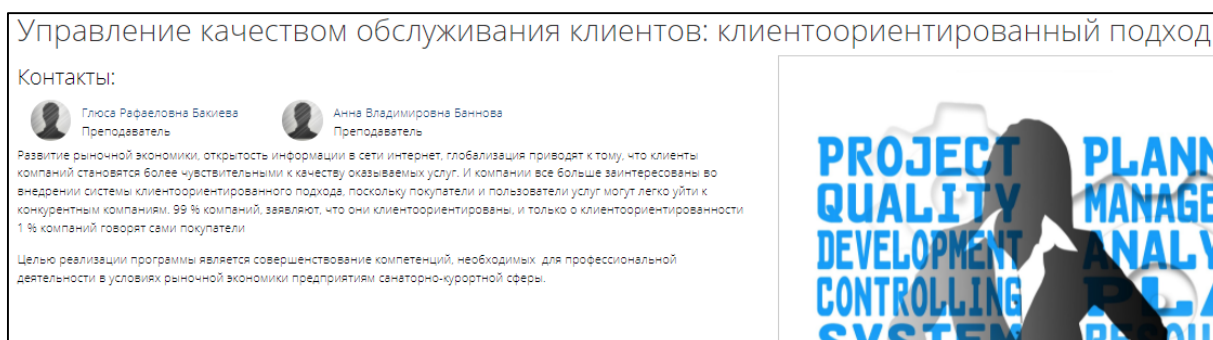 Управление качеством обслуживания клиентов: клиентоориентированный подход
Контакты:
Глюса Рафаеловна Бакиева
Преподаватель
Анна Владимировна Баннова
Преподаватель
Развитие рыночной экономики, открытость информации в сети интернет, глобализация приводят к тому, что клиенты
компаний становятся более чувствительными к качеству оказываемых услуг. И компании все больше заинтересованы во
внедрении системы клиентоориентированного подхода, поскольку покупатели и пользователи услуг могут легко уйти к
конкурентным компаниям. 99 % компаний, заявляют, что они клиентоориентированы, и только о клиентоориентированности
1 % компаний говорят сами покупатели
Целью реализации программы является совершенствование компетенций, необходимых для профессиональной
деятельности в условиях рыночной экономики предприятиям санаторно-курортной сферы.
PROJECT
QUALITY
DEVELOPMENT
CONTROLLING
SYSTEM
PLANN
MANAGE
ANALY